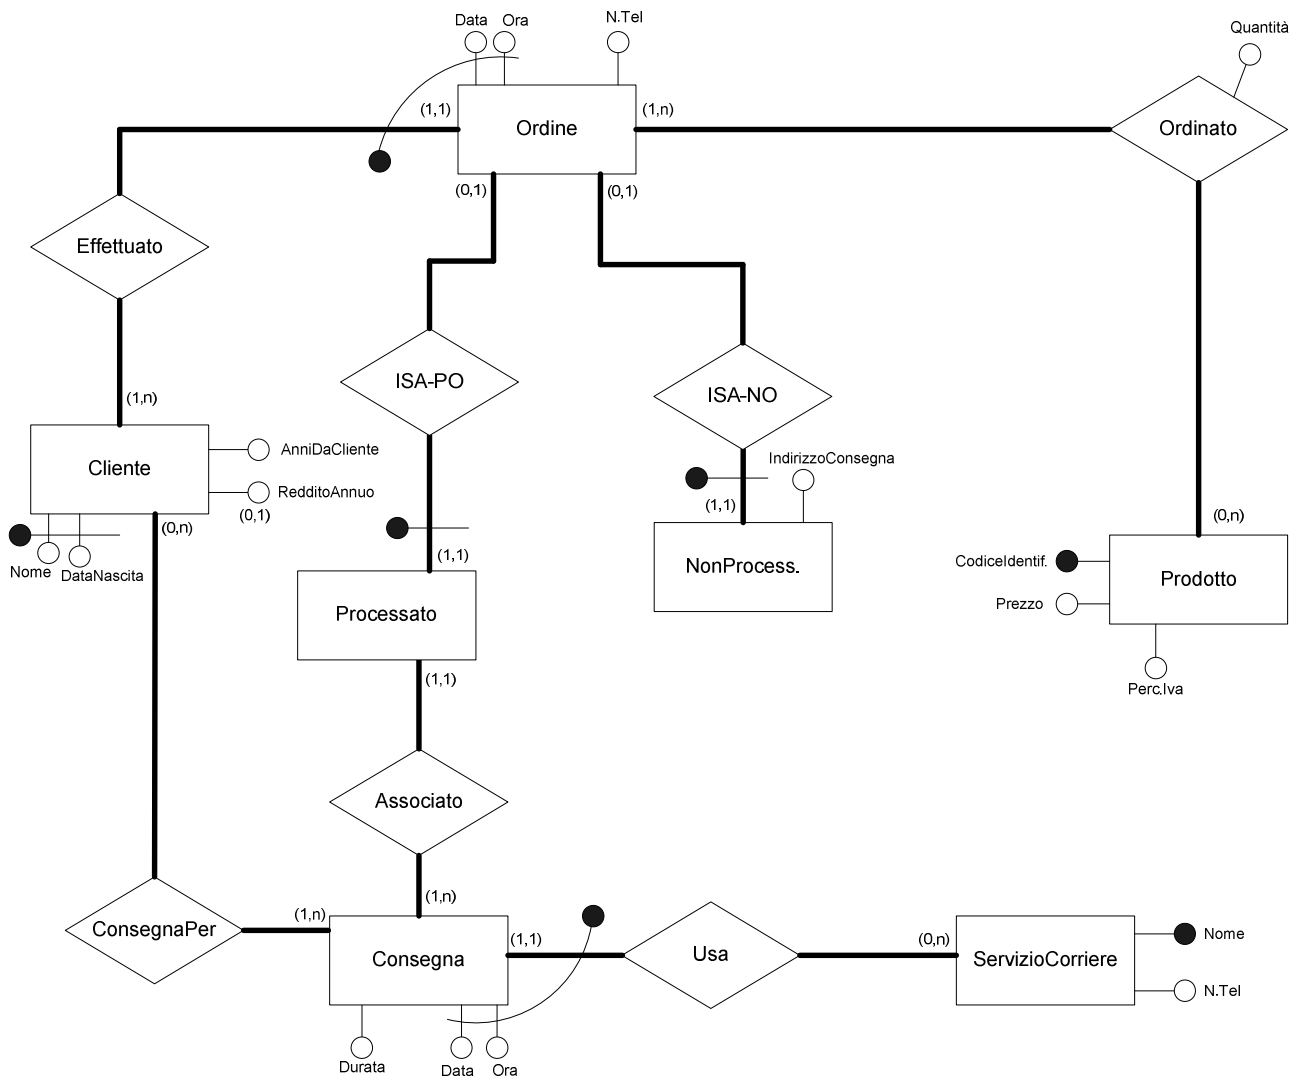 Data
Ora
N.Tel
Quantità
(1,1)
Ordine
(1,n)
Ordinato
(0,1)
(0,1)
Effettuato
ISA-PO
ISA-NO
(1,n)
Cliente
AnniDaCliente
RedditoAnnuo
(0,1)
(0,n)
Nome
DataNascita
IndirizzoConsegna
(1,1)
(1,1)
NonProcess.
(0,n)
CodiceIdentif.
Prodotto
Prezzo
Perc.Iva
Processato
(1,1)
Associato
(1,n)
(1,n)
ConsegnaPer
Consegna
(1,1)
Usa
(0,n)
ServizioCorriere
Nome
N.Tel
Durata
Data
Ora